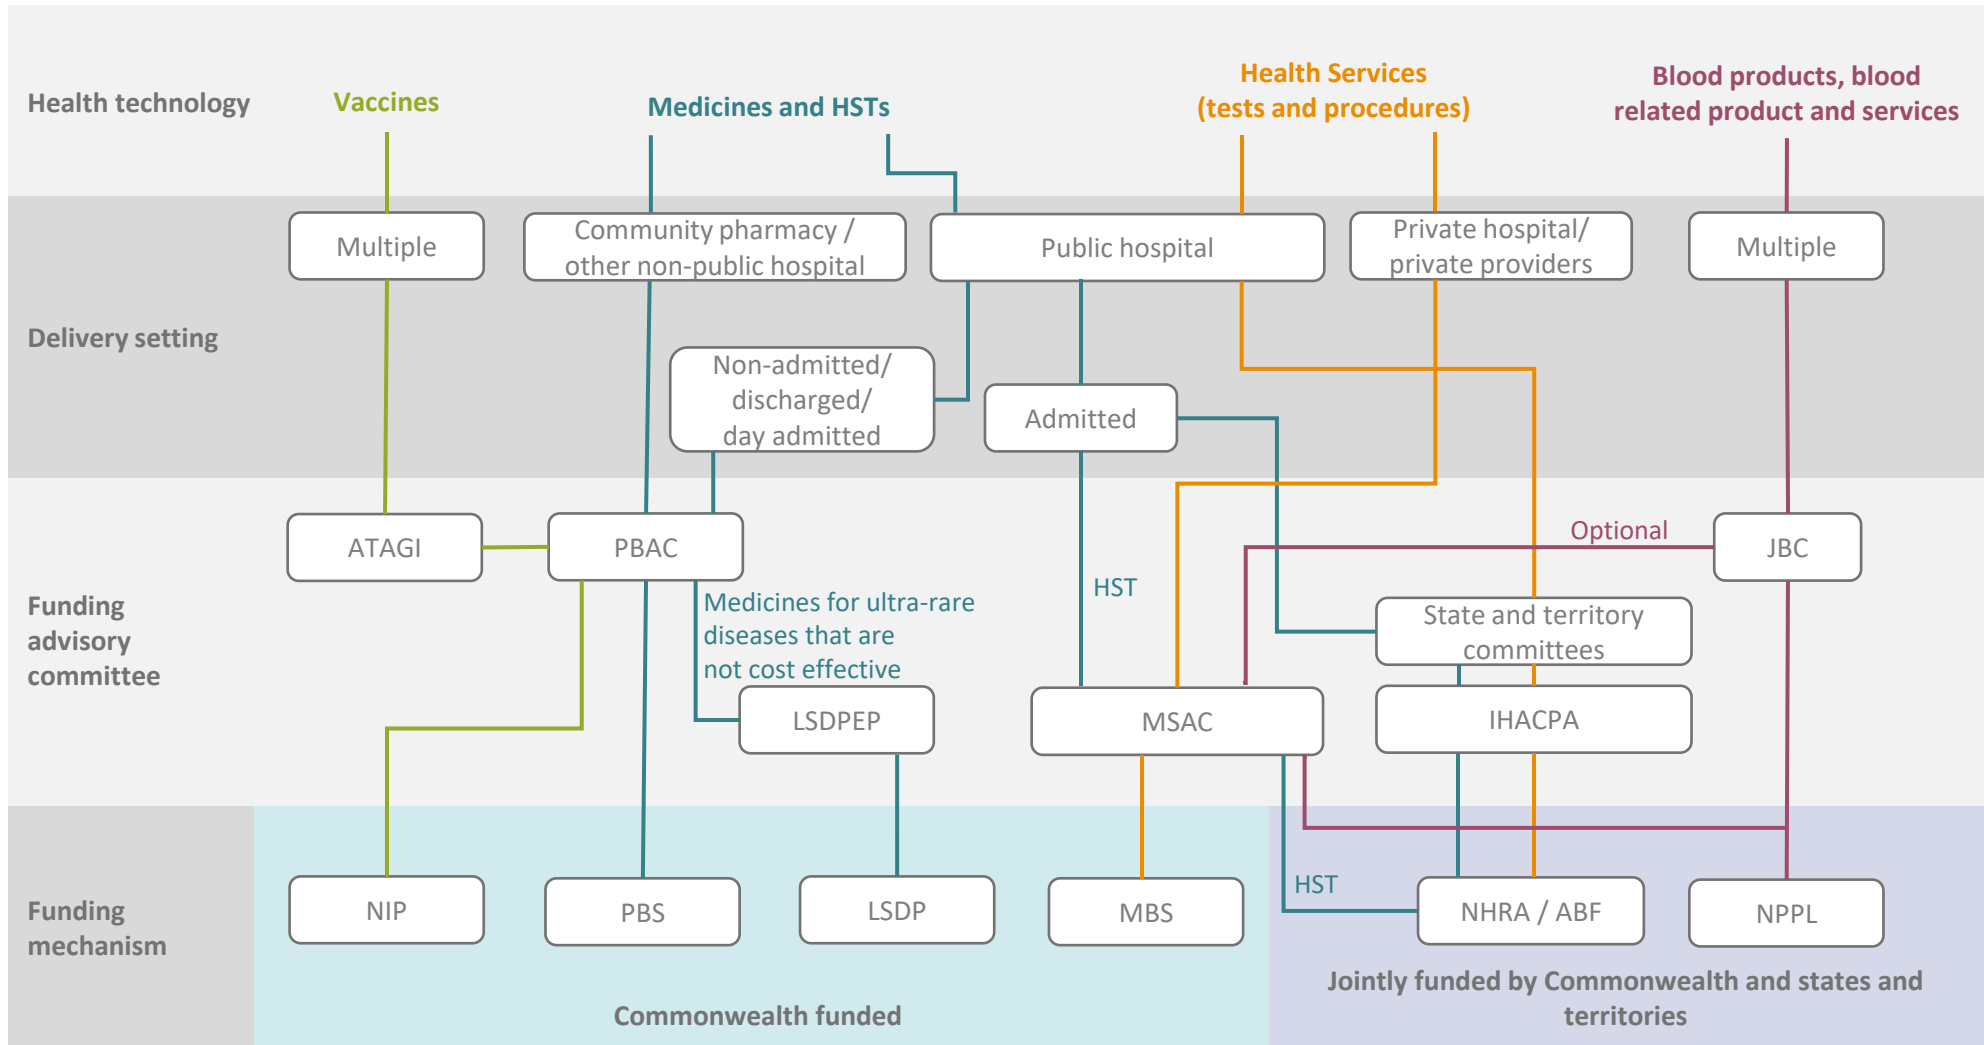 Health technology
Vaccines
Medicines and HSTs
Health Services
(tests and procedures)
Blood products, blood
related product and services
Delivery setting
Multiple
Community pharmacy /
other non-public hospital
Public hospital
Private hospital/
private providers
Multiple
Non-admitted/
discharged/
day admitted
Admitted
Funding
advisory
committee
ATAGI
PBAC
Optional
JBC
HST
Medicines for ultra-rare
diseases that are
not cost effective
State and territory
committees
LSDPEP
MSAC
IHACPA
Funding
mechanism
NIP
PBS
LSDP
MBS
HST
NHRA / ABF
NPPL
Commonwealth funded
Jointly funded by Commonwealth and states and
territories